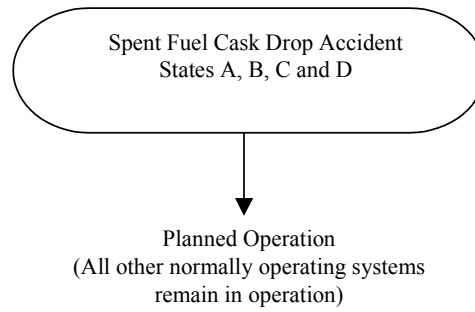 Spent Fuel Cask Drop Accident
States A, B, C and D
Planned Operation
(All other normally operating systems
remain in operation)